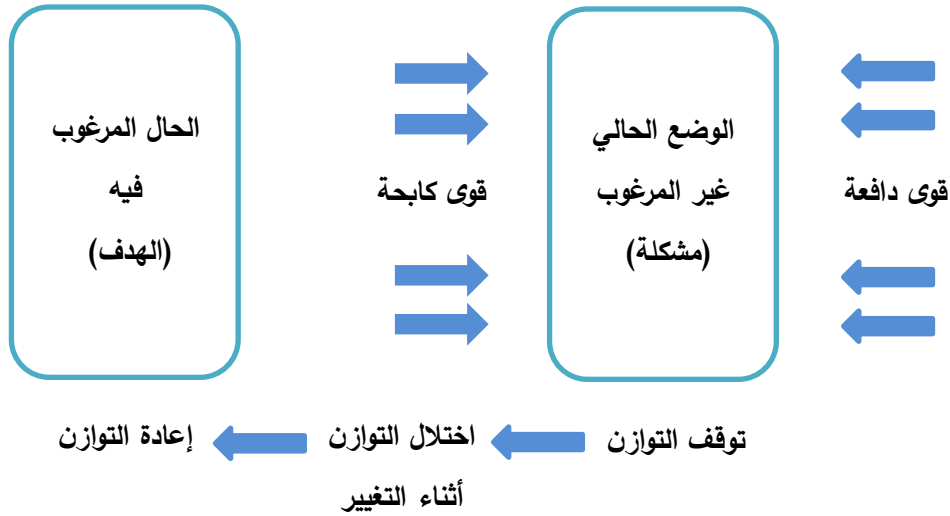 قوى دافعة
الوضع الحالي
غير المرغوب
(مشكلة)
قوى كابحة
الحال المرغوب
فيه
(الهدف)
توقف التوازن
اختلال التوازن
أثناء التغيير
إعادة التوازن